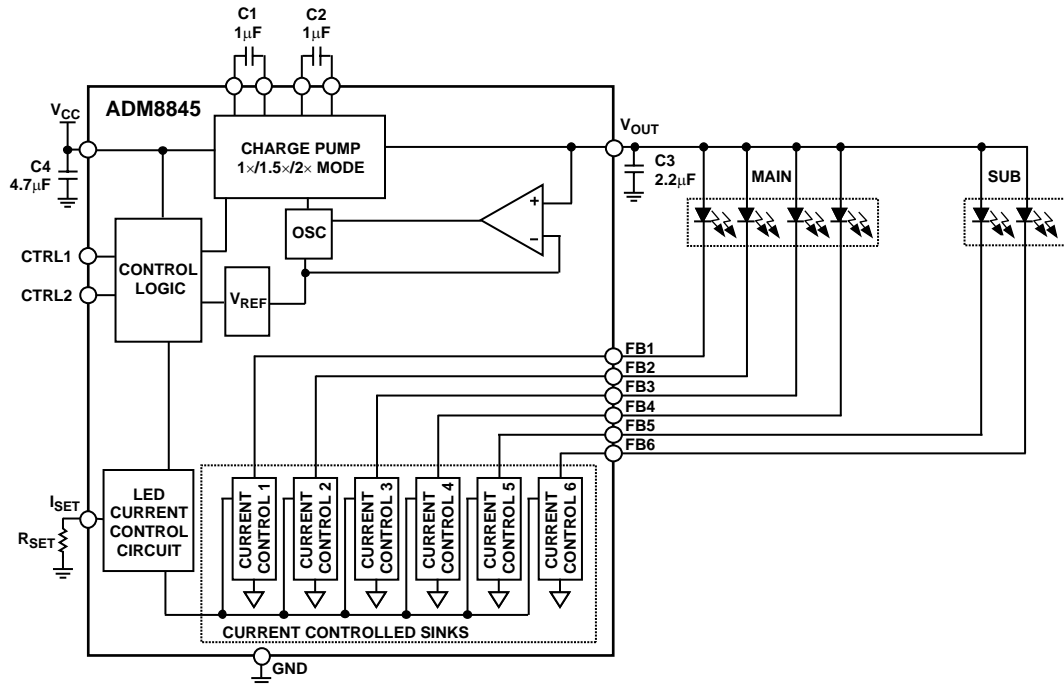 C1
1μF
C2
1μF
VCC
ADM8845
C4
4.7μF
CHARGE PUMP
1×/1.5×/2× MODE
VOUT
C3
2.2μF
MAIN
SUB
+
−
OSC
CTRL1
CTRL2
CONTROL
LOGIC
VREF
FB1
FB2
FB3
FB4
FB5
FB6
ISET
RSET
LED
CURRENT
CONTROL
CIRCUIT
CURRENT
CONTROL 1
CURRENT
CONTROL 2
CURRENT
CONTROL 3
CURRENT
CONTROL 4
CURRENT
CONTROL 5
CURRENT
CONTROL 6
CURRENT CONTROLLED SINKS
GND